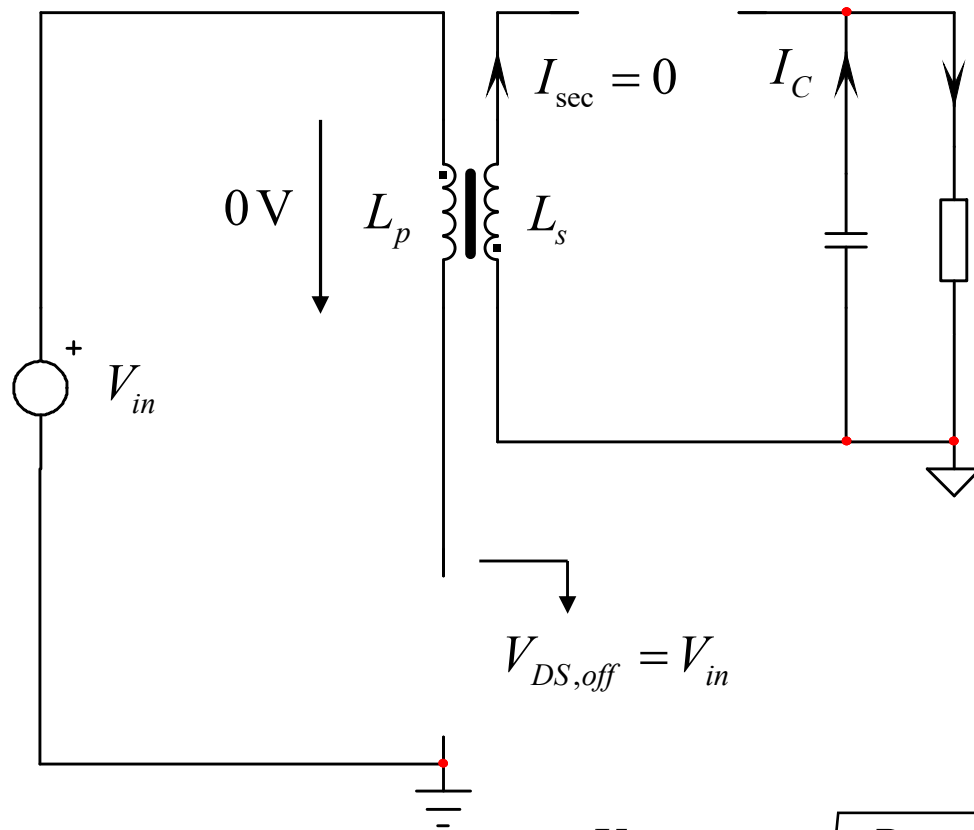 I_sec = 0
I_C
0 V
L_p
L_s
+
V_in
V_DS,off = V_in